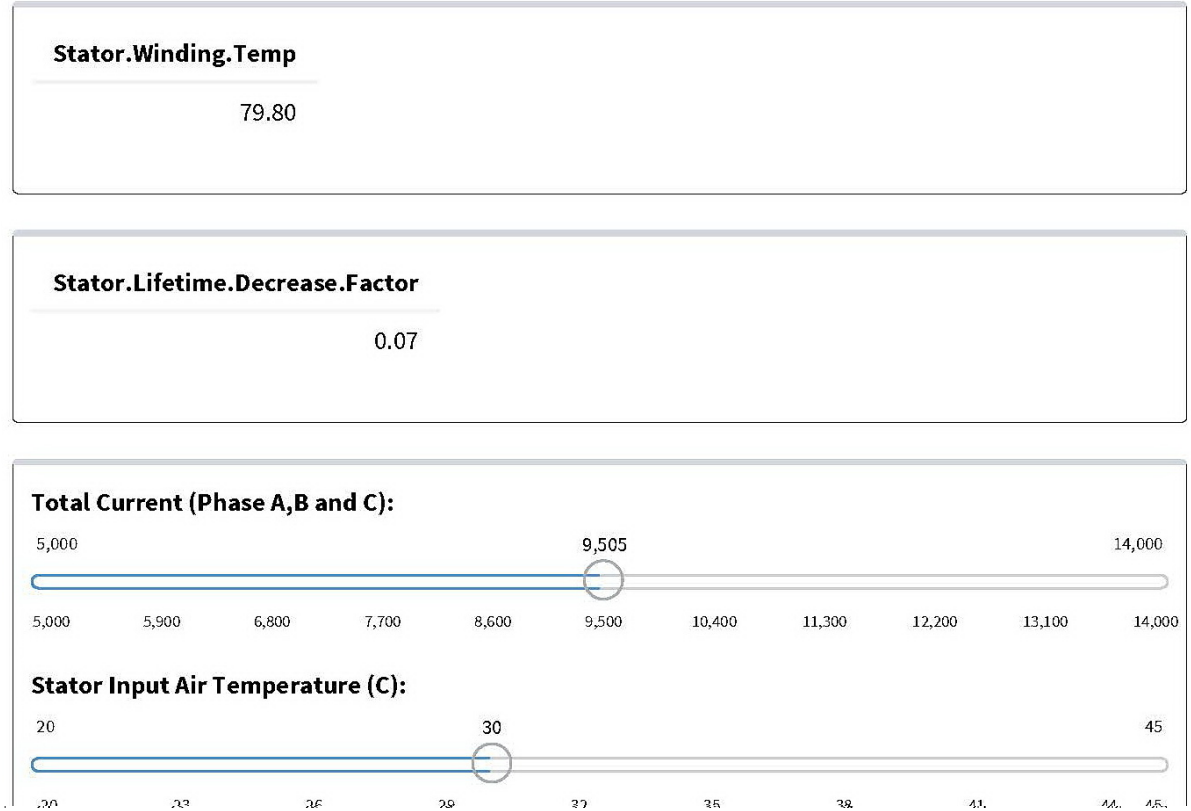 Stator.Winding.Temp
79.80
Stator.Lifetime.Decrease.Factor
0.07
Total Current (Phase A,B and C):
5,000 9,505 14,000
5,000 5,900 6,800 7,700 8,600 9,500 10,400 11,300 12,200 13,100 14,000
Stator Input Air Temperature (C):
20 30 45